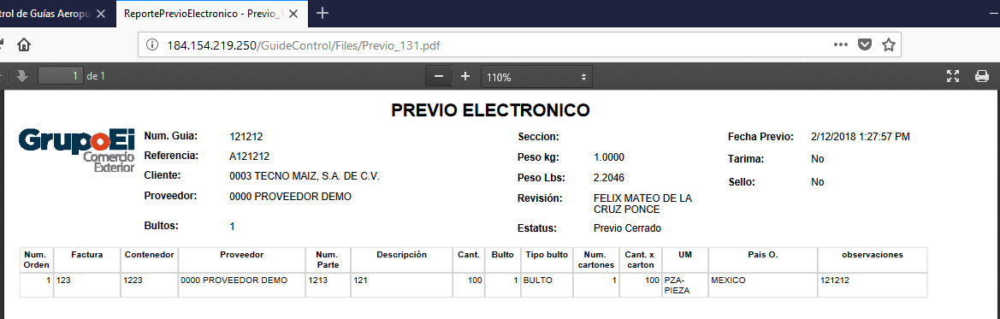 trol de Guías Aeropu
ReportePrevioElectronico - Previo_1
184.154.219.250/GuideControl/Files/Previo_131.pdf
1 de 1
110%
PREVIO ELECTRONICO
GrupoEi
Comercio
Exterior
Num. Guia: 121212
Referencia: A121212
Cliente: 0003 TECNO MAIZ, S.A. DE C.V.
Proveedor: 0000 PROVEEDOR DEMO
Bultos: 1
Seccion:
Peso kg: 1.0000
Peso Lbs: 2.2046
Revisión: FELIX MATEO DE LA
CRUZ PONCE
Estatus: Previo Cerrado
Fecha Previo: 2/12/2018 1:27:57 PM
Tarima: No
Sello: No
Num. Orden Factura Contenedor Proveedor Num. Parte Descripción Cant. Bulto Tipo bulto Num. cartones Cant. x carton UM Pais O. observaciones
1 123 1223 0000 PROVEEDOR DEMO 1213 121 100 1 BULTO 1 100 PZA-PIEZA MEXICO 121212